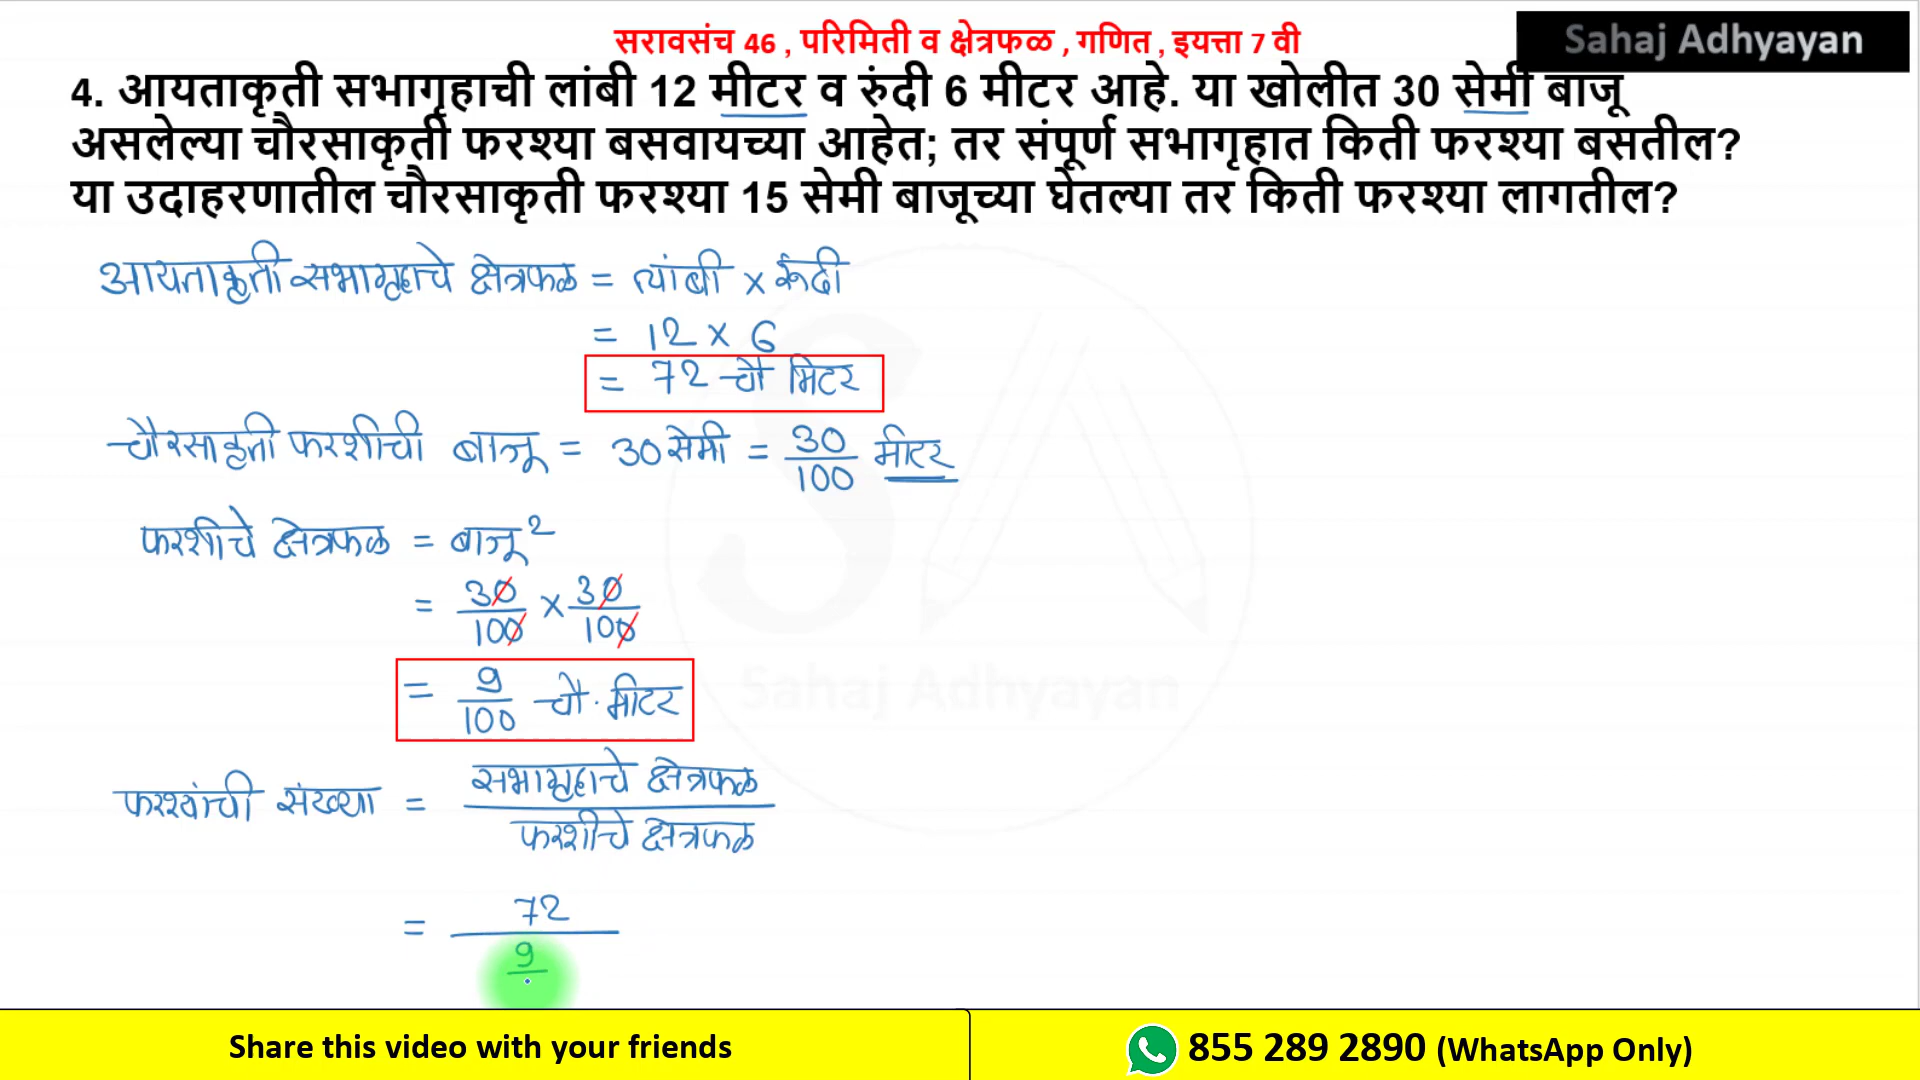 सरावसंच 46 , परिमिती व क्षेत्रफळ , गणित , इयत्ता 7 वी
Sahaj Adhyayan
4. आयताकृती सभागृहाची लांबी 12 मीटर व रुंदी 6 मीटर आहे. या खोलीत 30 सेमी बाजू
असलेल्या चौरसाकृती फरश्या बसवायच्या आहेत; तर संपूर्ण सभागृहात किती फरश्या बसतील?
या उदाहरणातील चौरसाकृती फरश्या 15 सेमी बाजूच्या घेतल्या तर किती फरश्या लागतील?
आयताकृती सभागृहाचे क्षेत्रफळ = लांबी × रुंदी
= 12 × 6
= 72 चौ मिटर
चौरसाकृती फरशीची बाजू = 30 सेमी = 30/100 मीटर
फरशीचे क्षेत्रफळ = बाजू²
= 30/100 × 30/100
= 9/100 चौ. मीटर
Sahaj Adhyayan
फरश्यांची संख्या = सभागृहाचे क्षेत्रफळ / फरशीचे क्षेत्रफळ
= 72 / 9
Share this video with your friends
855 289 2890 (WhatsApp Only)